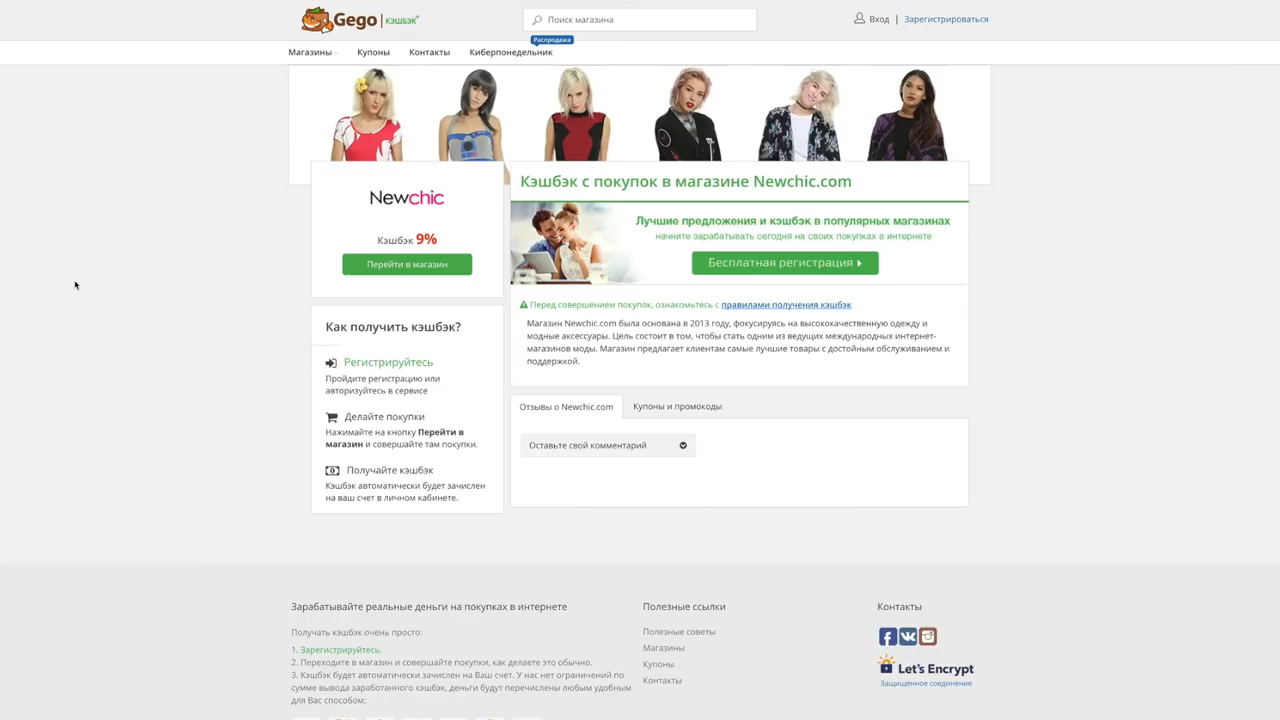 Gego | кэшбэк
Поиск магазина
Вход | Зарегистрироваться
Распродажа
Магазины Купоны Контакты Киберпонедельник
Newchic
Кэшбэк 9%
Перейти в магазин
Кэшбэк с покупок в магазине Newchic.com
Лучшие предложения и кэшбэк в популярных магазинах
начните зарабатывать сегодня на своих покупках в интернете
Бесплатная регистрация
Перед совершением покупок, ознакомьтесь с правилами получения кэшбэк
Магазин Newchic.com была основана в 2013 году, фокусируясь на высококачественную одежду и
модные аксессуары. Цель состоит в том, чтобы стать одним из ведущих международных интернет-
магазинов моды. Магазин предлагает клиентам самые лучшие товары с достойным обслуживанием и
поддержкой.
Как получить кэшбэк?
Регистрируйтесь
Пройдите регистрацию или
авторизуйтесь в сервисе
Делайте покупки
Нажимайте на кнопку Перейти в
магазин и совершайте там покупки.
Получайте кэшбэк
Кэшбэк автоматически будет зачислен
на ваш счет в личном кабинете.
Отзывы о Newchic.com Купоны и промокоды
Оставьте свой комментарий
Зарабатывайте реальные деньги на покупках в интернете
Получать кэшбэк очень просто:
1. Зарегистрируйтесь.
2. Переходите в магазин и совершайте покупки, как делаете это обычно.
3. Кэшбэк будет автоматически зачислен на Ваш счет. У нас нет ограничений по
сумме вывода заработанного кэшбэк, деньги будут перечислены любым удобным
для Вас способом:
Полезные ссылки
Полезные советы
Магазины
Купоны
Контакты
Контакты
Let's Encrypt
Защищенное соединение